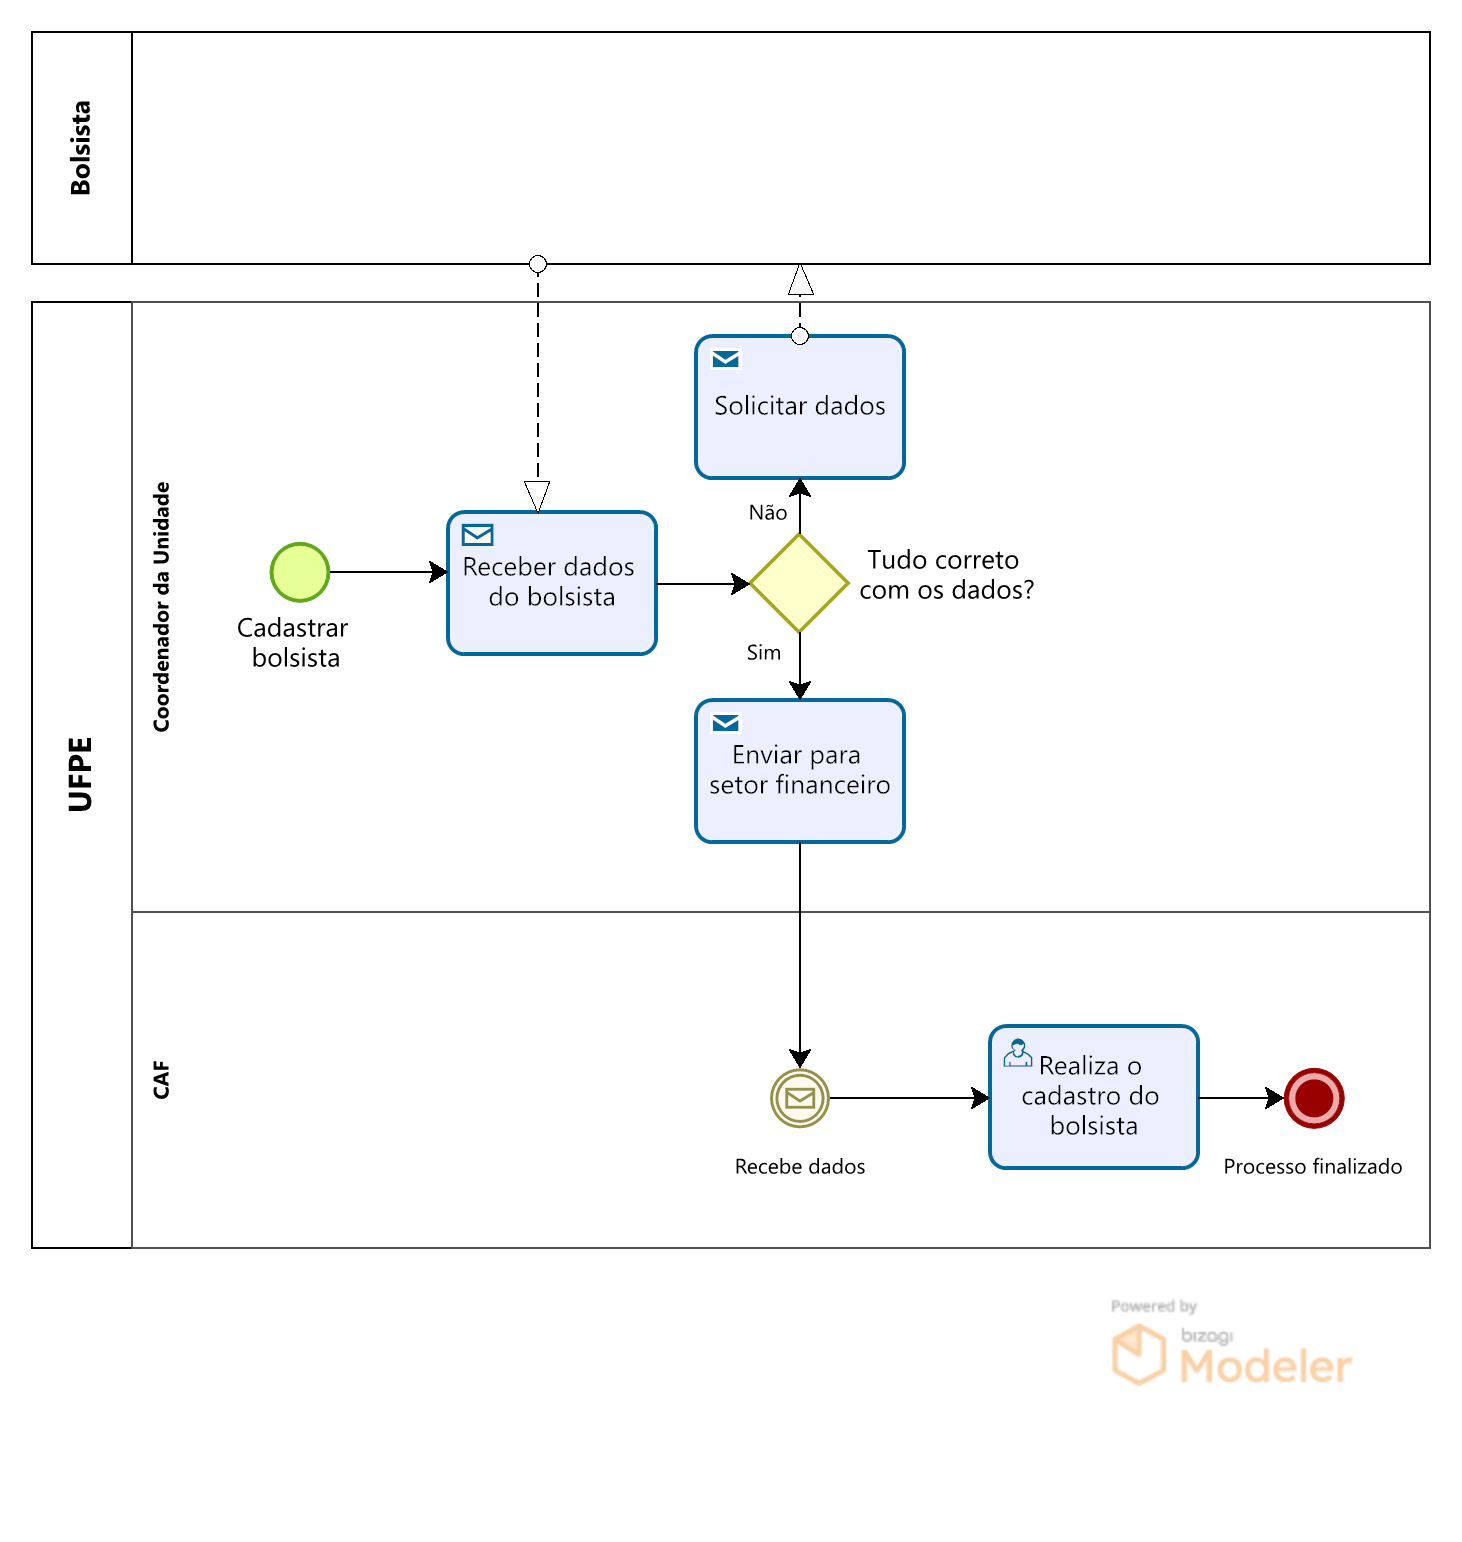 Bolsista
UFPE
Coordenador da Unidade
Solicitar dados
Não
Cadastrar
bolsista
Receber dados
do bolsista
Tudo correto
com os dados?
Sim
Enviar para
setor financeiro
CAF
Recebe dados
Realiza o
cadastro do
bolsista
Processo finalizado
Powered by
bizagi
Modeler